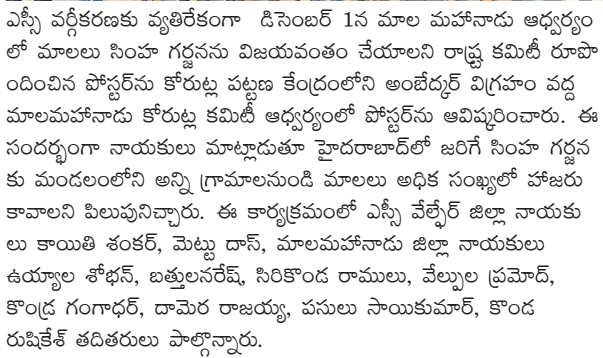 ఎస్సీ వర్గీకరణకు వ్యతిరేకంగా డిసెంబర్ 1న మాల మహానాడు ఆధ్వర్యం
లో మాలలు సింహ గర్జనను విజయవంతం చేయాలని రాష్ట్ర కమిటీ రూపొ
ందించిన పోస్టర్‌ను కోరుట్ల పట్టణ కేంద్రంలోని అంబేద్కర్ విగ్రహం వద్ద
మాలమహానాడు కోరుట్ల కమిటీ ఆధ్వర్యంలో పోస్టర్‌ను ఆవిష్కరించారు. ఈ
సందర్భంగా నాయకులు మాట్లాడుతూ హైదరాబాద్‌లో జరిగే సింహ గర్జన
కు మండలంలోని అన్ని గ్రామాలనుండి మాలలు అధిక సంఖ్యలో హాజరు
కావాలని పిలుపునిచ్చారు. ఈ కార్యక్రమంలో ఎస్సీ వేల్ఫేర్ జిల్లా నాయకు
లు కాయితి శంకర్, మెట్టు దాస్, మాలమహానాడు జిల్లా నాయకులు
ఉయ్యాల శోభన్, బత్తులనరేష్, సిరికొండ రాములు, వేల్పుల ప్రమోద్,
కొండ్ర గంగాధర్, దామెర రాజయ్య, పసులు సాయికుమార్, కొండ
రుషికేశ్ తదితరులు పాల్గొన్నారు.